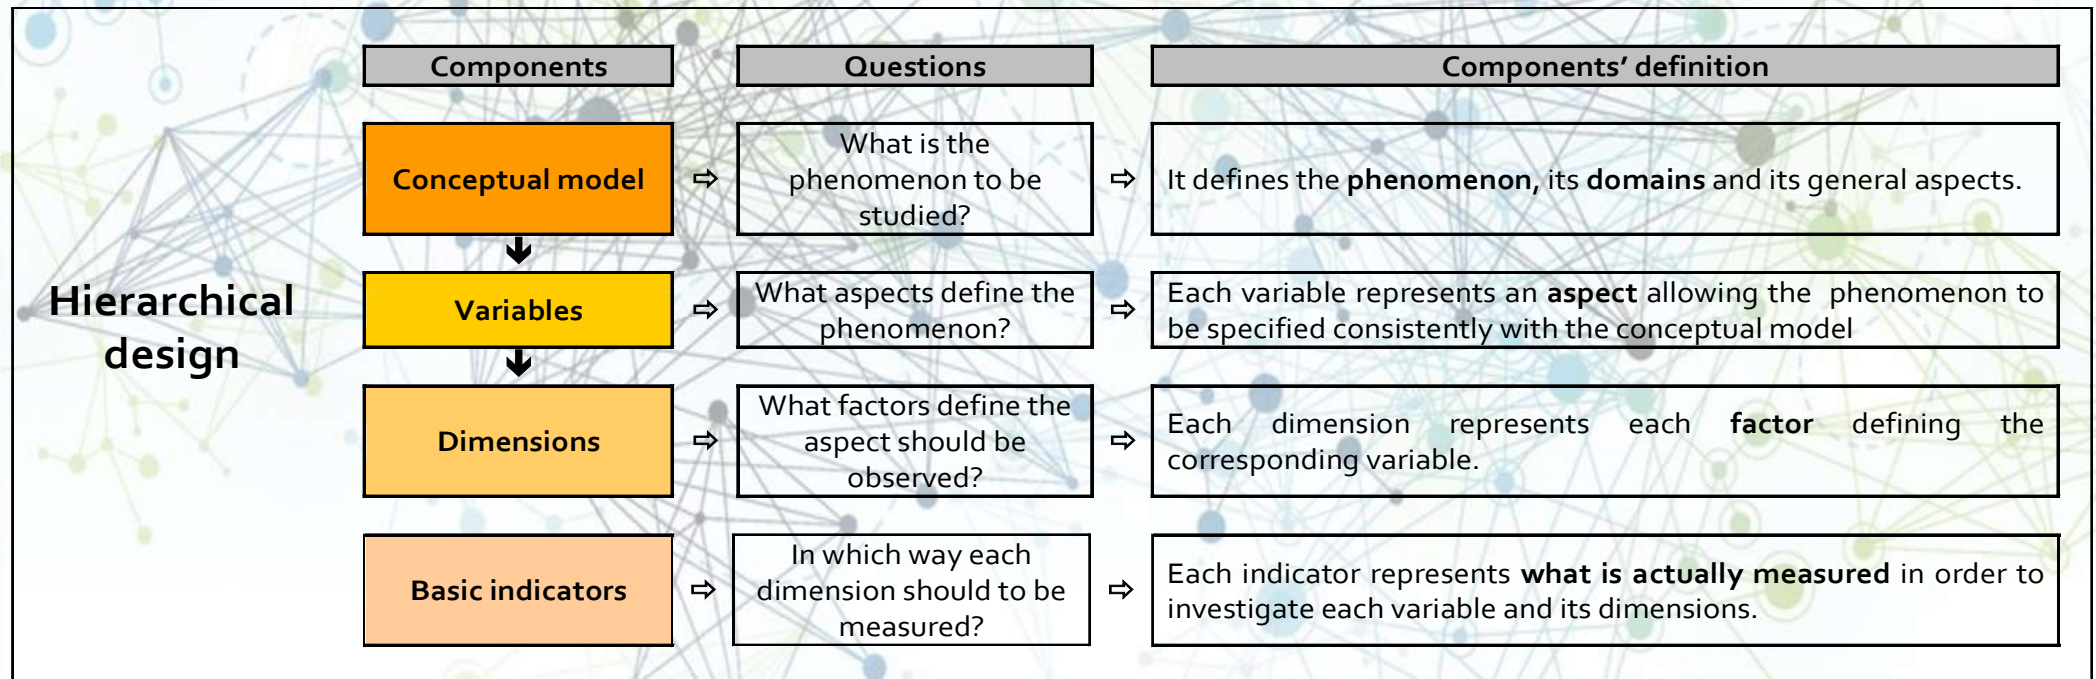 Components
Questions
Components’ definition
Hierarchical
design
Conceptual model
What is the
phenomenon to be
studied?
It defines the phenomenon, its domains and its general aspects.
Variables
What aspects define the
phenomenon?
Each variable represents an aspect allowing the phenomenon to
be specified consistently with the conceptual model
Dimensions
What factors define the
aspect should be
observed?
Each dimension represents each factor defining the
corresponding variable.
Basic indicators
In which way each
dimension should to be
measured?
Each indicator represents what is actually measured in order to
investigate each variable and its dimensions.